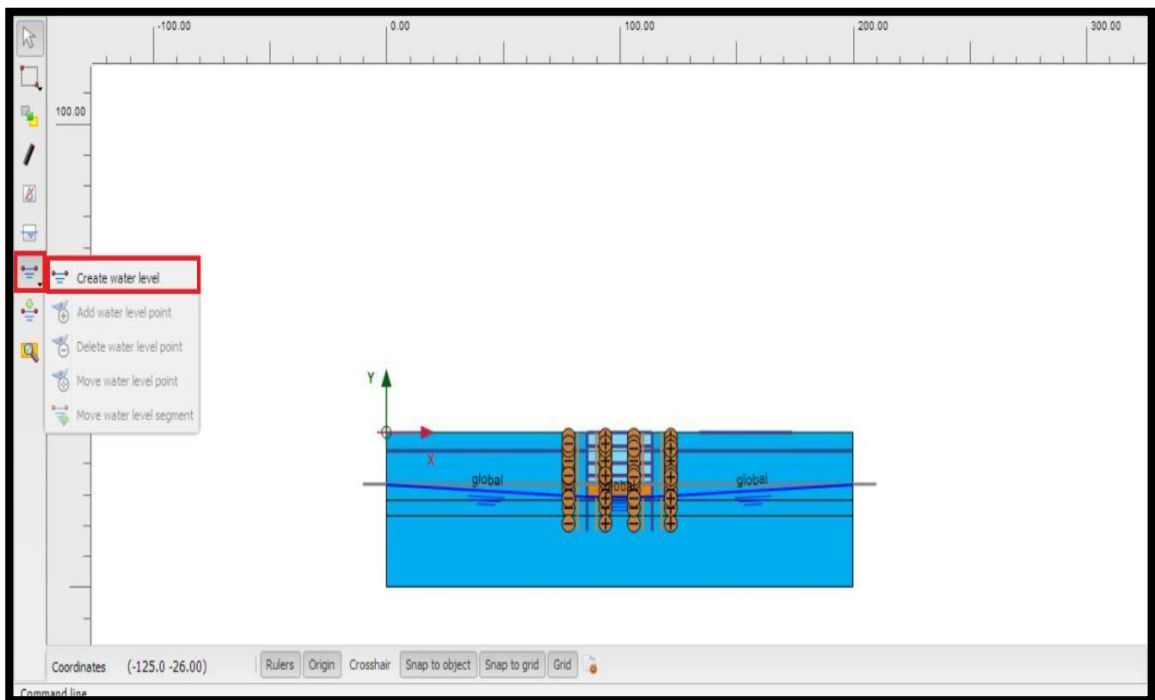 -100.00 0.00 100.00 200.00 300.00
100.00
Create water level
Add water level point
Delete water level point
Move water level point
Move water level segment
Y
X
global global
Coordinates (-125.0 -26.00) Rulers Origin Crosshair Snap to object Snap to grid Grid
Command line